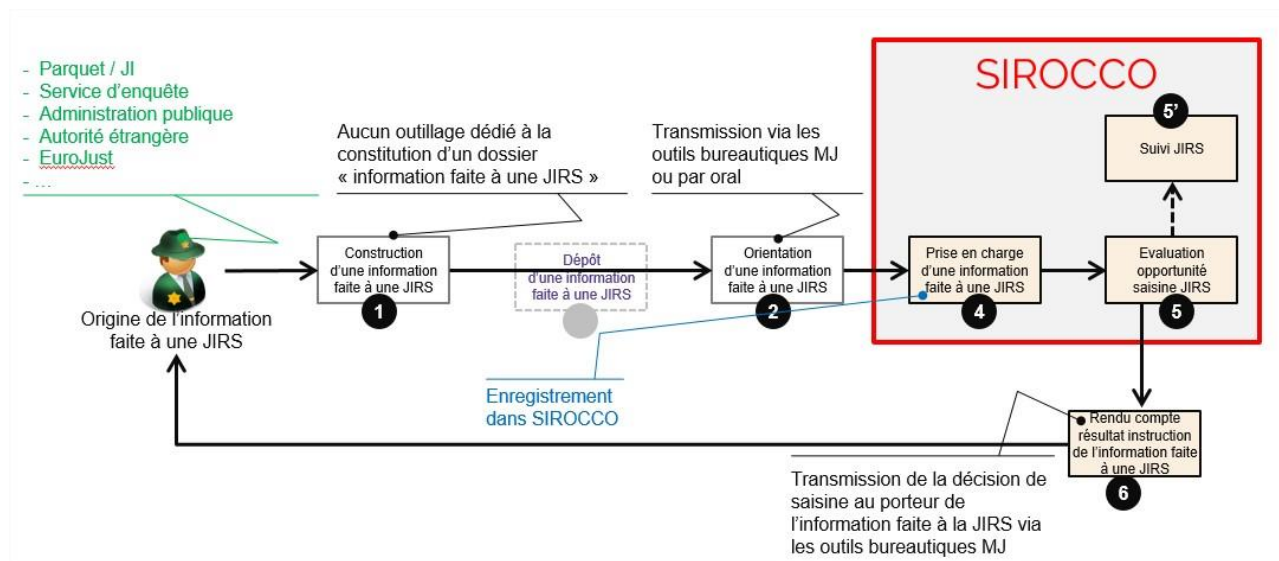 - Parquet / JI
- Service d'enquête
- Administration publique
- Autorité étrangère
- EuroJust
- ...
Aucun outillage dédié à la
constitution d'un dossier
« information faite à une JIRS »
Transmission via les
outils bureautiques MJ
ou par oral
SIROCCO
5'
Suivi JIRS
Origine de l'information
faite à une JIRS
Construction
d'une information
faite à une JIRS
1
Dépôt
d'une information
faite à une JIRS
Orientation
d'une information
faite à une JIRS
2
Prise en charge
d'une information
faite à une JIRS
4
Evaluation
opportunité
saisine JIRS
5
Enregistrement
dans SIROCCO
Rendu compte
résultat instruction
de l'information faite
à une JIRS
6
Transmission de la décision de
saisine au porteur de
l'information faite à la JIRS via
les outils bureautiques MJ